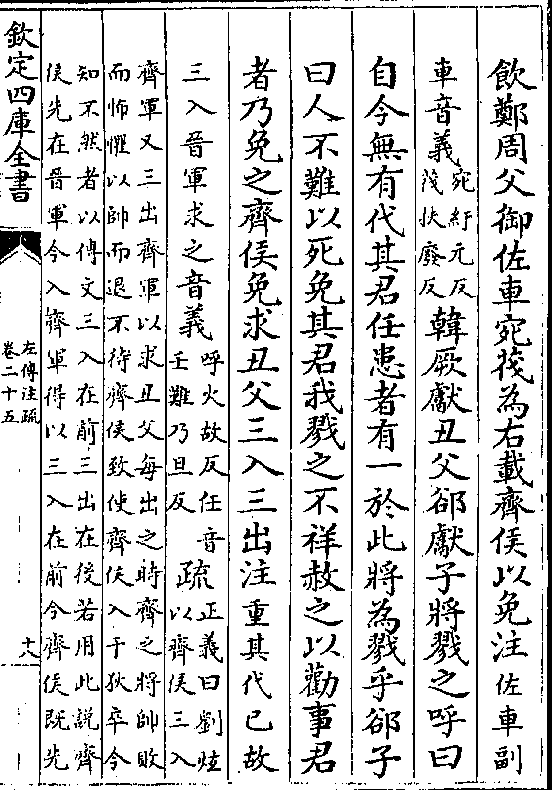 飲鄭周父御佐車宛茷為右載齊侯以免注佐車副
車音義宛紆元反
茷扶廢反
韓厥獻丑父郤獻子將戮之呼曰
自今無有代其君任患者有一於此將為戮乎郤子
曰人不難以死免其君我戮之不祥赦之以勸事君
者乃免之齊侯免求丑父三入三出注重其代已故
三入晉軍求之音義呼火故反任音
壬難乃旦反
疏正義曰劉炫
以齊侯三入
齊軍又三出齊軍以求丑父每出之時齊之將帥敗
而怖懼以帥而退不待齊侯致使齊侯入于狄卒今
知不然者以傳文三入在前三出在後若用此說齊
侯先在晉軍今入齊軍得以三入在前今齊侯既先
欽定四庫全書
左傳注疏
卷二十五
十八